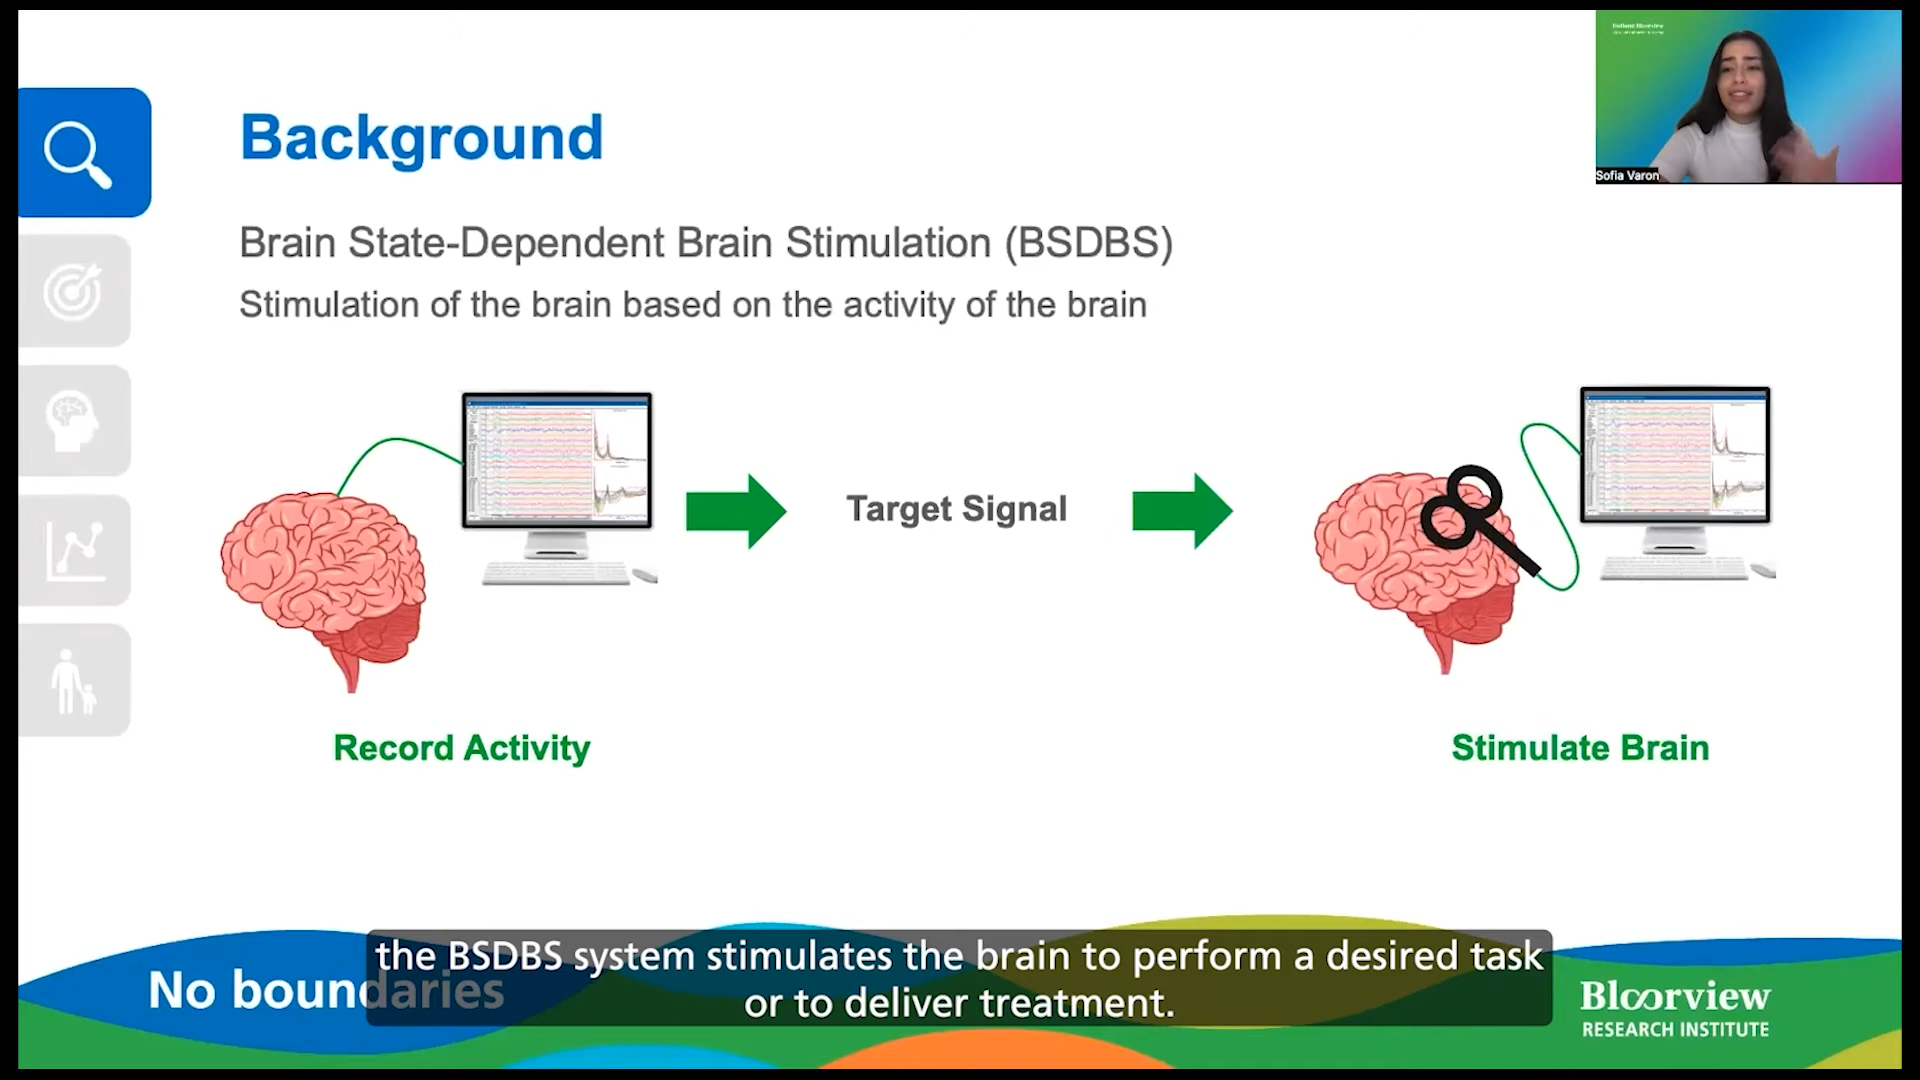 Background
Brain State-Dependent Brain Stimulation (BSDBS)
Stimulation of the brain based on the activity of the brain
Sofia Varon
Target Signal
Record Activity
Stimulate Brain
the BSDBS system stimulates the brain to perform a desired task
or to deliver treatment.
No boundaries
Bloorview
RESEARCH INSTITUTE